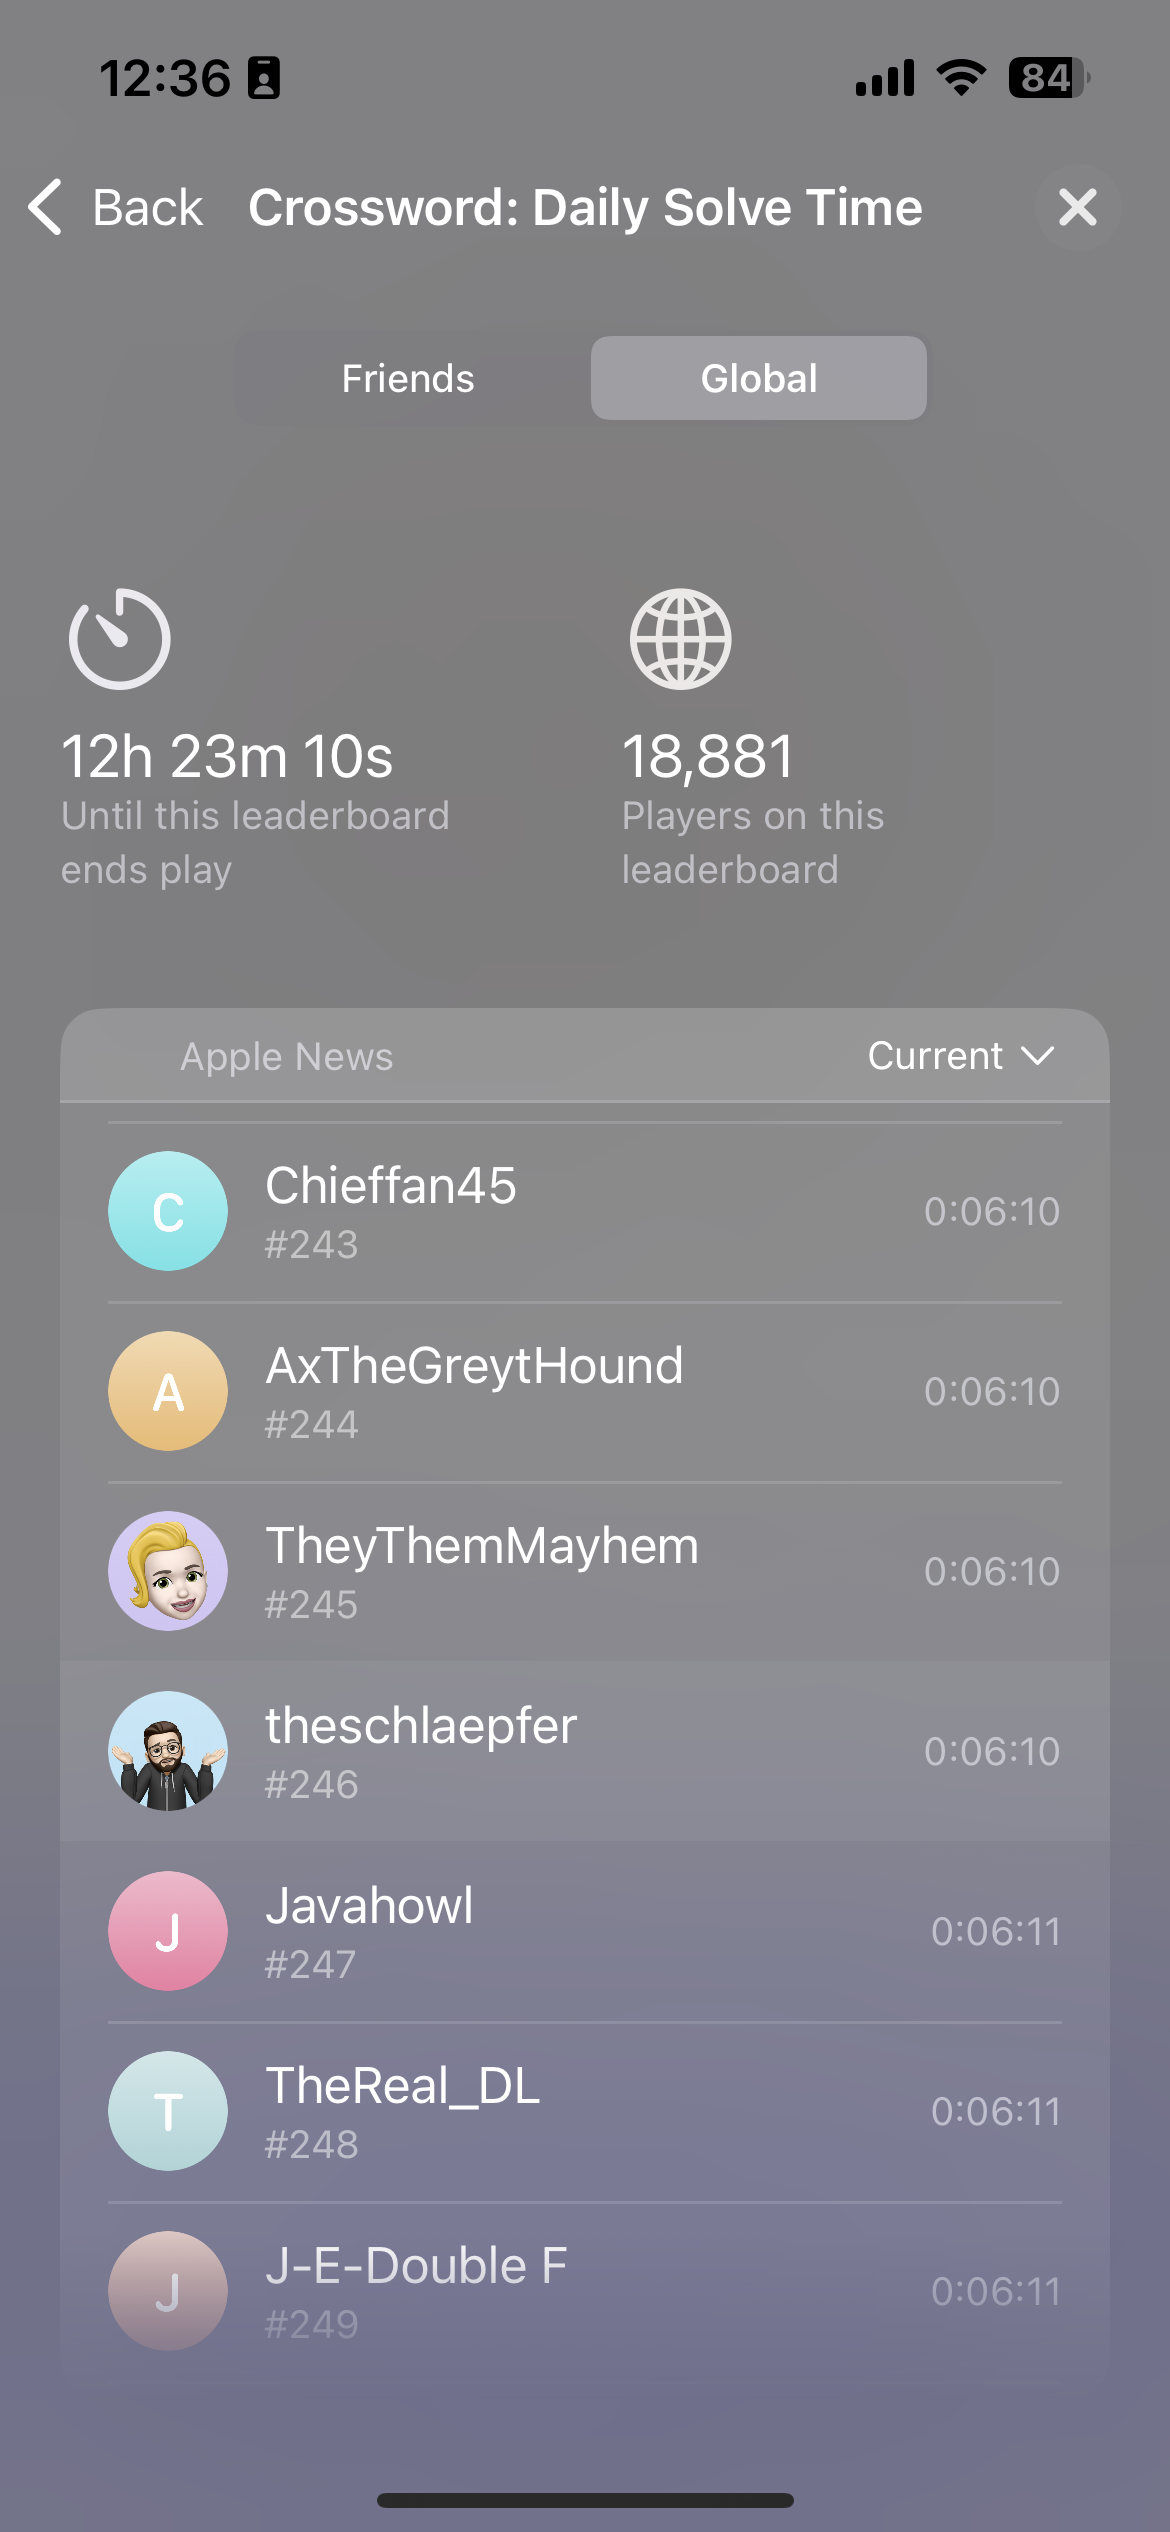 12:36
84
Back
Crossword: Daily Solve Time
Friends
Global
12h 23m 10s
Until this leaderboard
ends play
18,881
Players on this
leaderboard
Apple News
Current
C
Chieffan45
#243
0:06:10
A
AxTheGreytHound
#244
0:06:10
TheyThemMayhem
#245
0:06:10
theschlaepfer
#246
0:06:10
J
Javahowl
#247
0:06:11
T
TheReal_DL
#248
0:06:11
J
J-E-Double F
#249
0:06:11